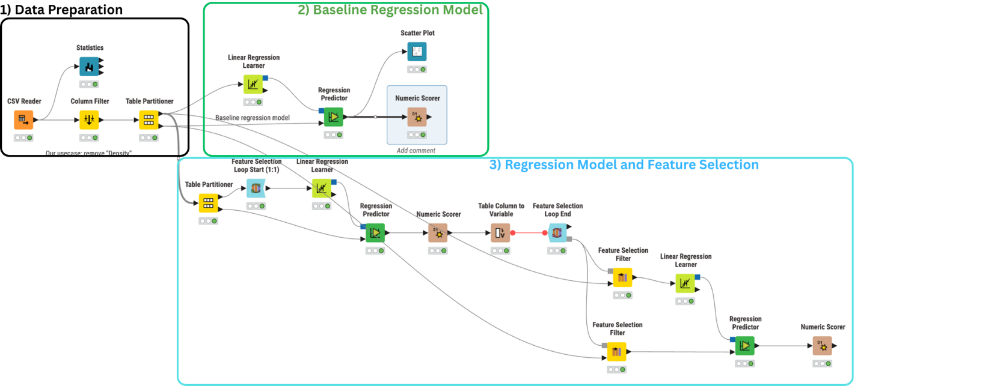 1) Data Preparation
2) Baseline Regression Model
Statistics
CSV Reader
Column Filter
Table Partitioner
Our usecase: remove "Density"
Scatter Plot
Linear Regression
Learner
Regression
Predictor
Numeric Scorer
Baseline regression model
Add comment
3) Regression Model and Feature Selection
Feature Selection
Loop Start (1:1)
Linear Regression
Learner
Table Partitioner
Regression
Predictor
Numeric Scorer
Table Column to
Variable
Feature Selection
Loop End
Feature Selection
Filter
Linear Regression
Learner
Feature Selection
Filter
Regression
Predictor
Numeric Scorer